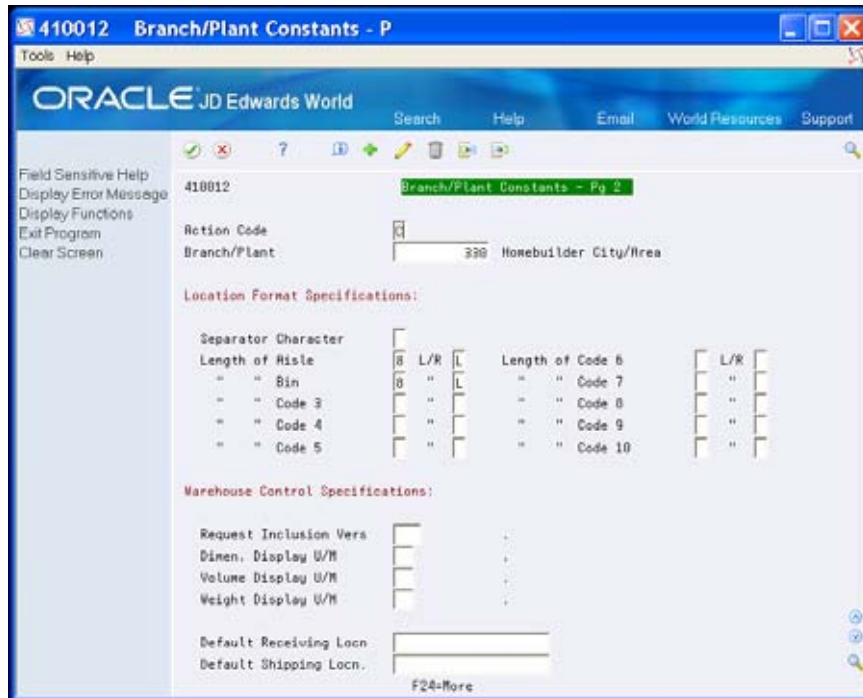 410012 Branch/Plant Constants - P
Tools Help
ORACLE JD Edwards World
Search Help Email World Resources Support
Field Sensitive Help
Display Error Message
Display Functions
Exit Program
Clear Screen
410012 Branch/Plant Constants - Pg 2
Action Code C
Branch/Plant 330 Homebuilder City/Area
Location Format Specifications:
Separator Character
Length of Aisle 8 L/R L Length of Code 6 L/R
" " Bin 8 " L " " Code 7 "
" " Code 3 " " " Code 8 "
" " Code 4 " " " Code 9 "
" " Code 5 " " " Code 10 "
Warehouse Control Specifications:
Request Inclusion Vers .
Dimen. Display U/M .
Volume Display U/M .
Weight Display U/M .
Default Receiving Locn
Default Shipping Locn.
F24=More